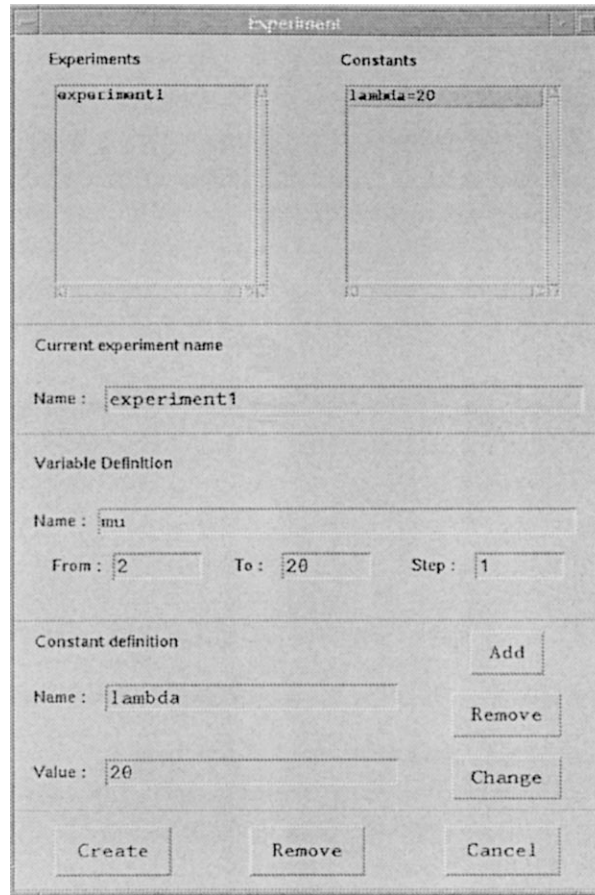 Experiment
Experiments Constants
experiment1 lambda=20
Current experiment name
Name : experiment1
Variable Definition
Name : mu
From : 2 To : 20 Step : 1
Constant definition
Add
Name : lambda
Remove
Value : 20
Change
Create Remove Cancel